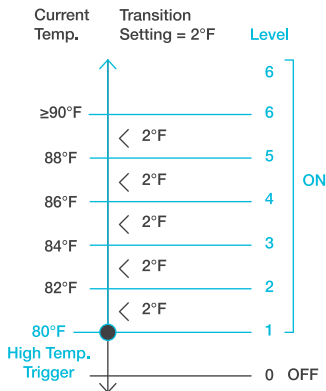 Current Transition
Temp. Setting = 2°F Level
6
≥90°F 6
2°F
88°F 5
2°F
86°F 4
ON
2°F
84°F 3
2°F
82°F 2
2°F
80°F 1
High Temp.
Trigger 0 OFF